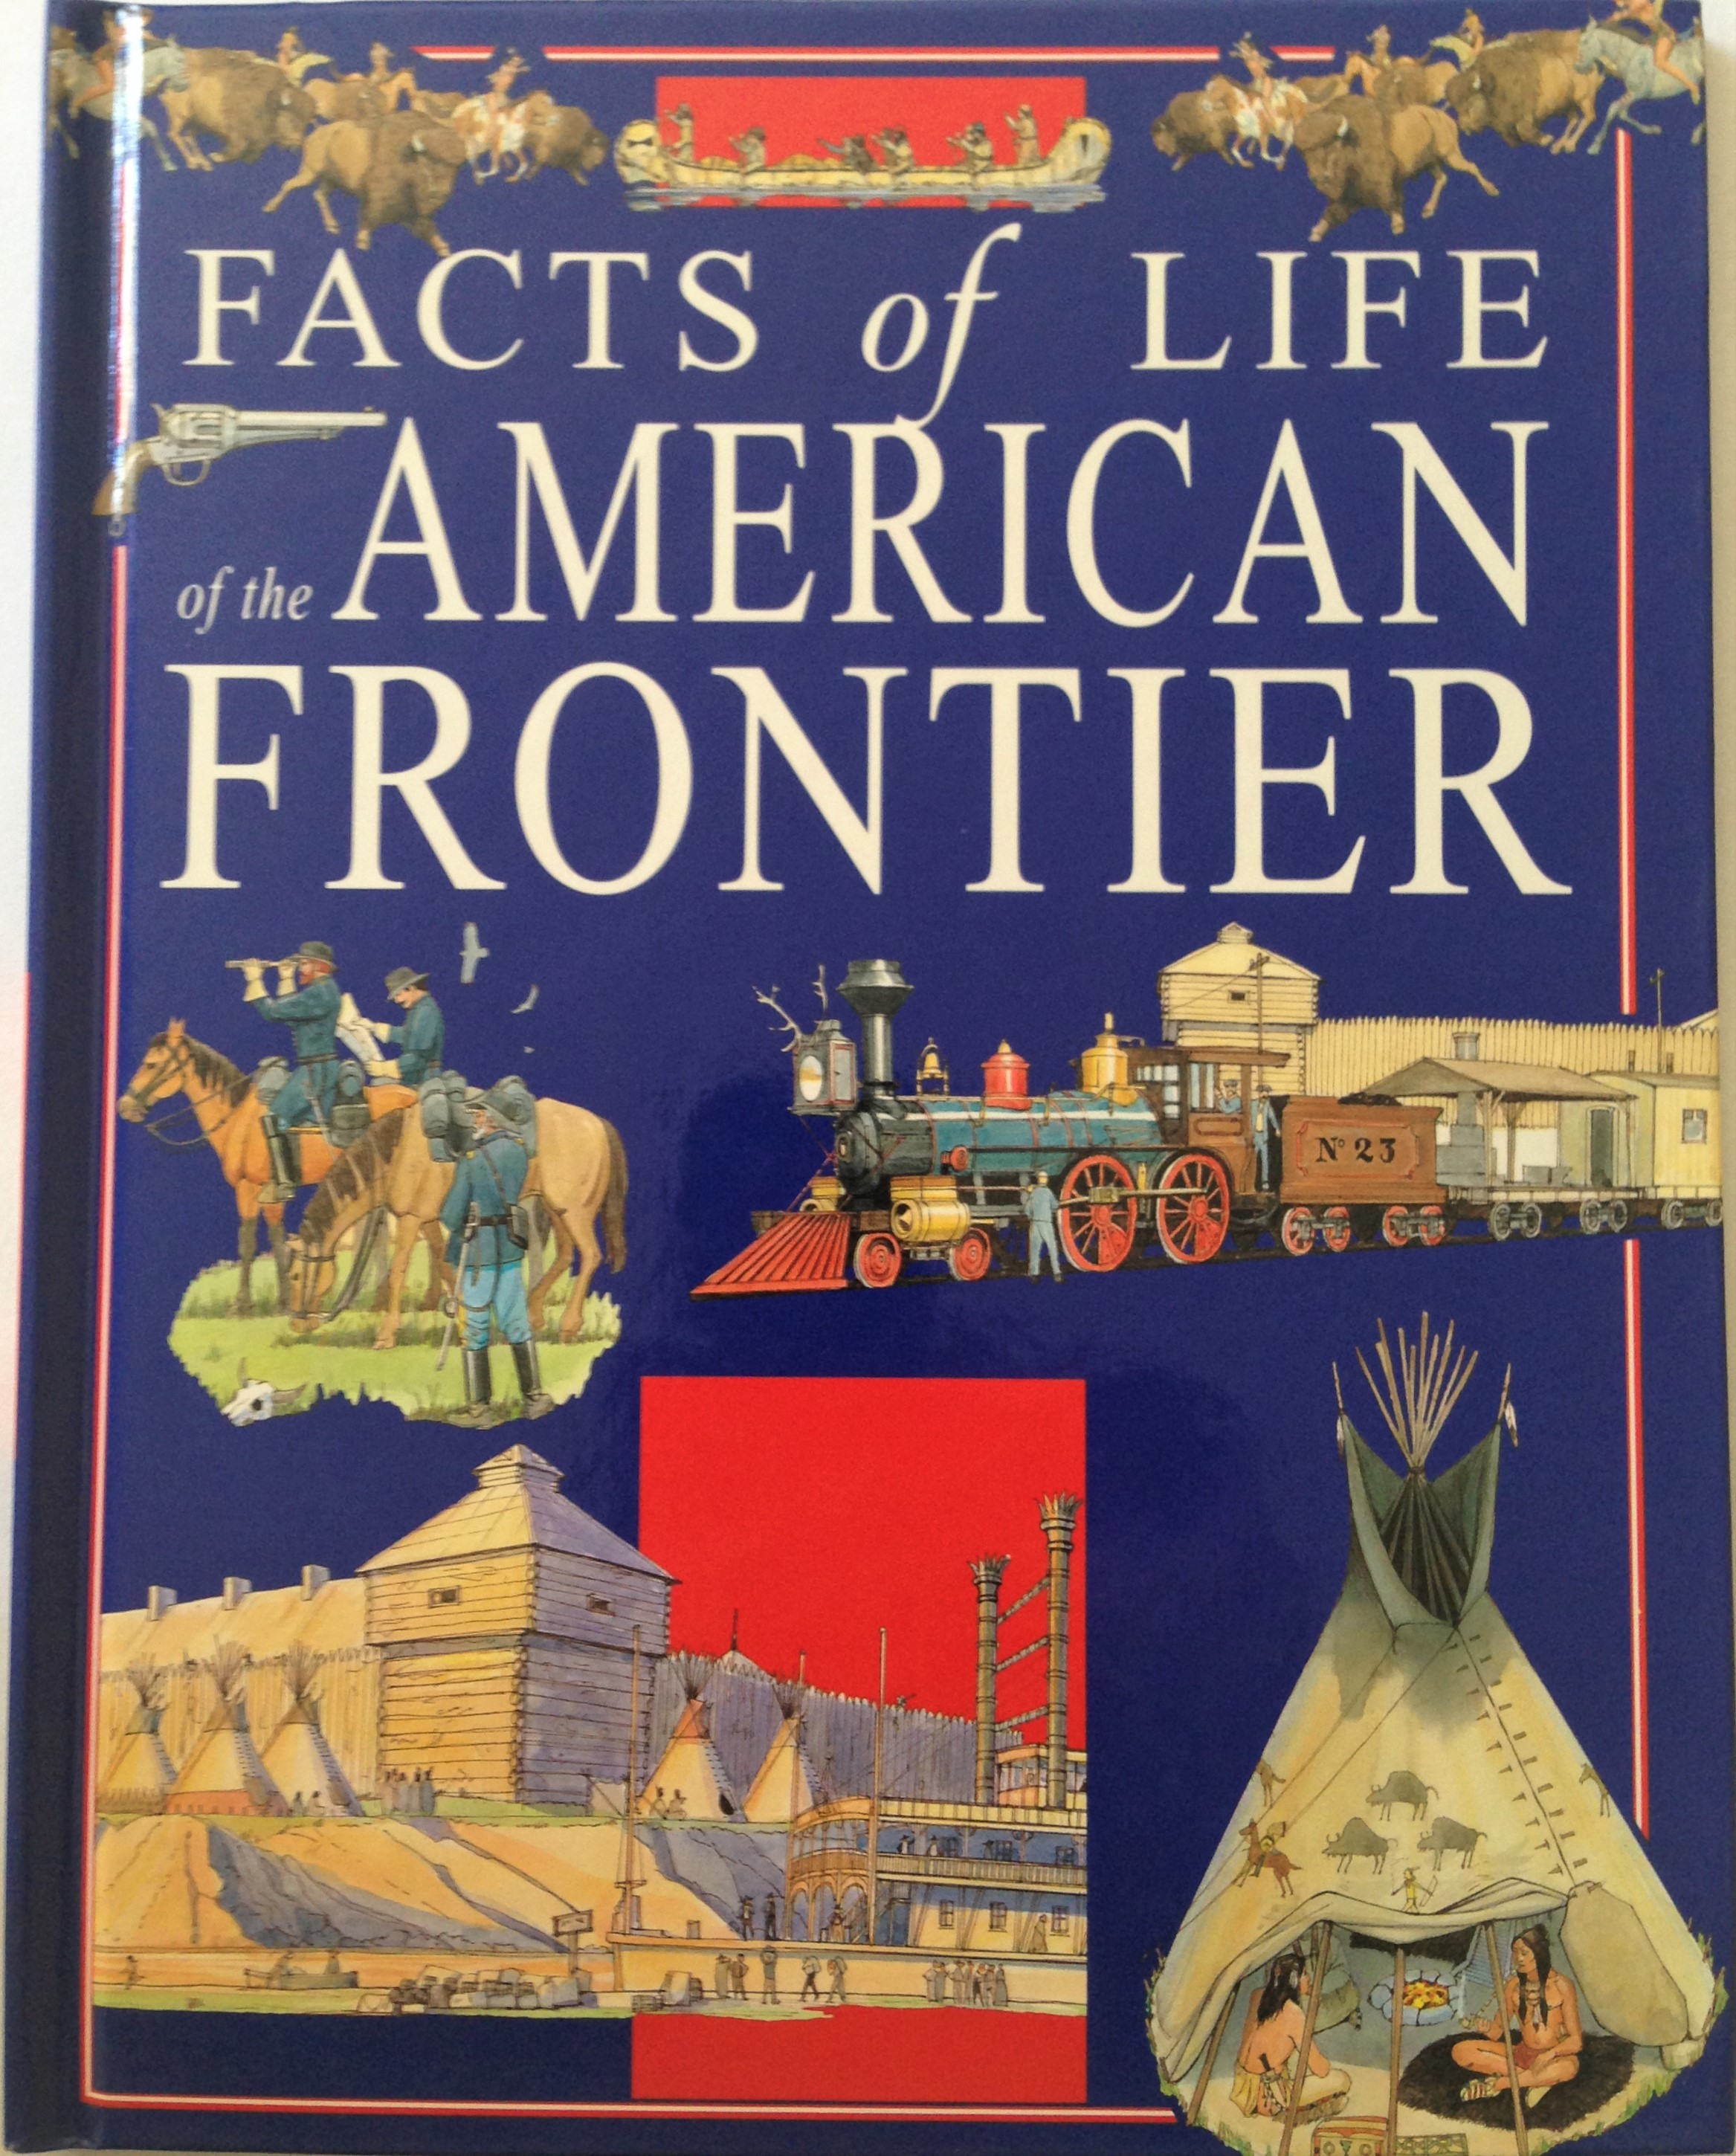 FACTS of LIFE
of the AMERICAN
FRONTIER
Nº 23